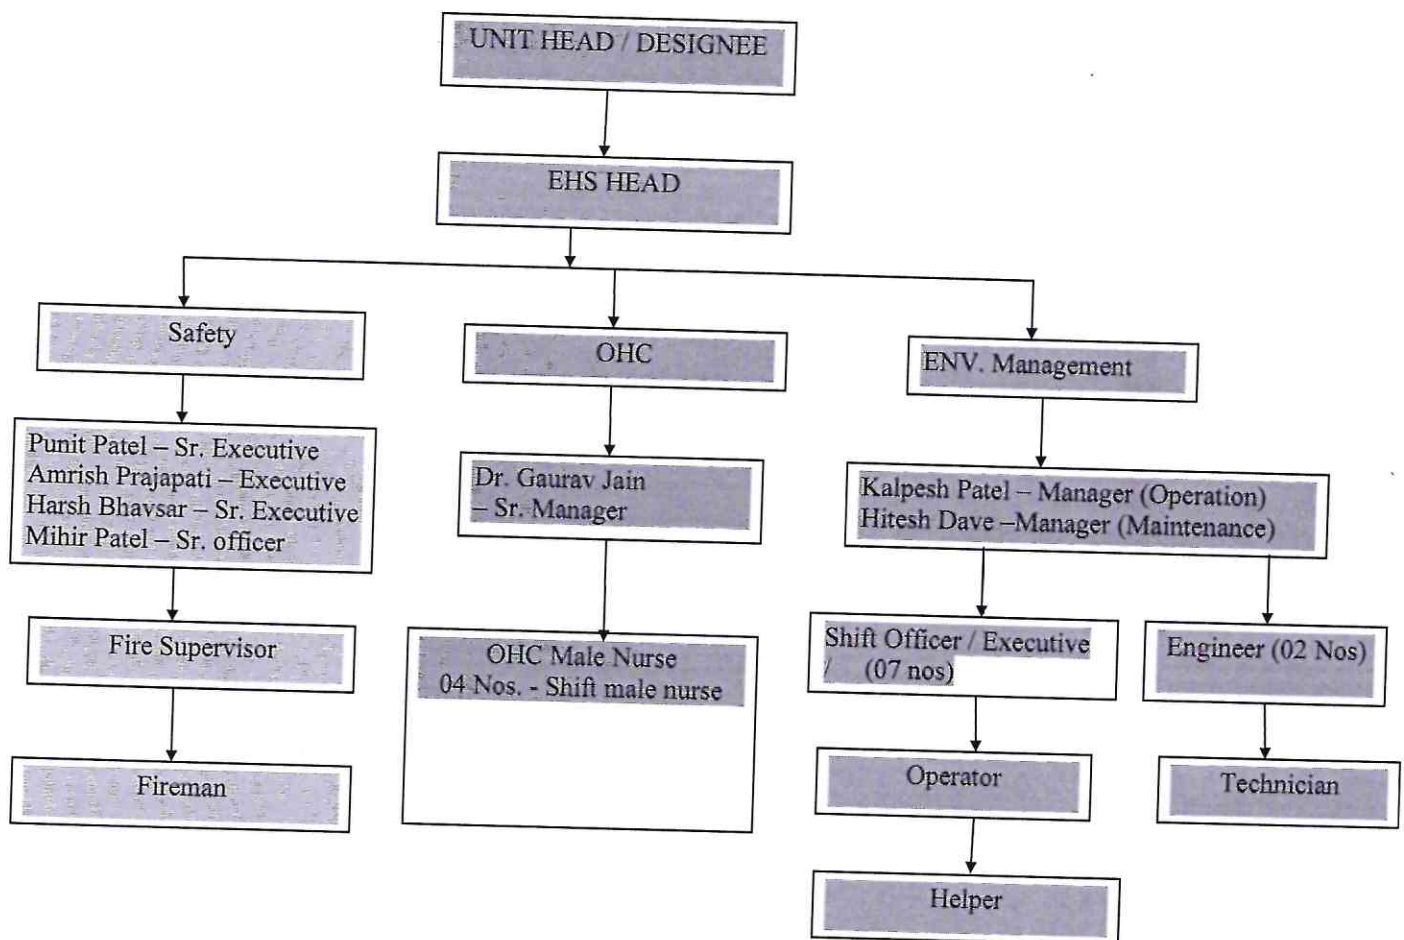 UNIT HEAD / DESIGNEE
EHS HEAD
Safety
OHC
ENV. Management
Punit Patel – Sr. Executive
Amrish Prajapati – Executive
Harsh Bhavsar – Sr. Executive
Mihir Patel – Sr. officer
Dr. Gaurav Jain
– Sr. Manager
Kalpesh Patel – Manager (Operation)
Hitesh Dave –Manager (Maintenance)
Fire Supervisor
OHC Male Nurse
04 Nos. - Shift male nurse
Shift Officer / Executive
/ (07 nos)
Engineer (02 Nos)
Fireman
Operator
Technician
Helper